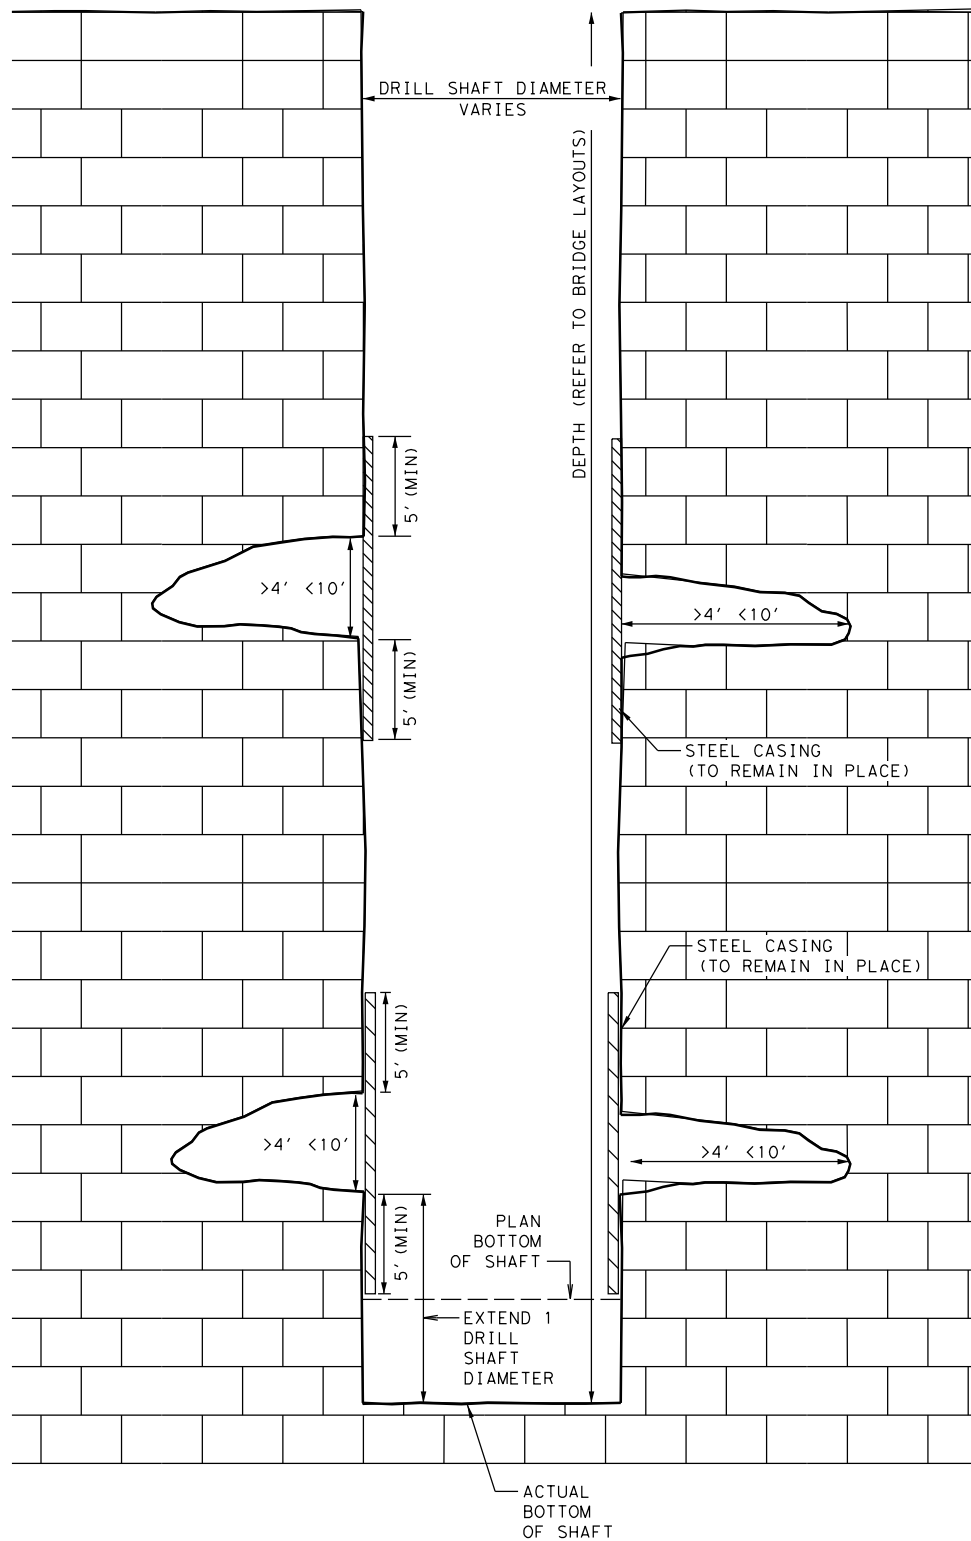 DRILL SHAFT DIAMETER
VARIES
DEPTH (REFER TO BRIDGE LAYOUTS)
5' (MIN)
>4' <10'
>4' <10'
5' (MIN)
STEEL CASING
(TO REMAIN IN PLACE)
STEEL CASING
(TO REMAIN IN PLACE)
5' (MIN)
>4' <10'
>4' <10'
5' (MIN)
PLAN
BOTTOM
OF SHAFT
EXTEND 1
DRILL
SHAFT
DIAMETER
ACTUAL
BOTTOM
OF SHAFT